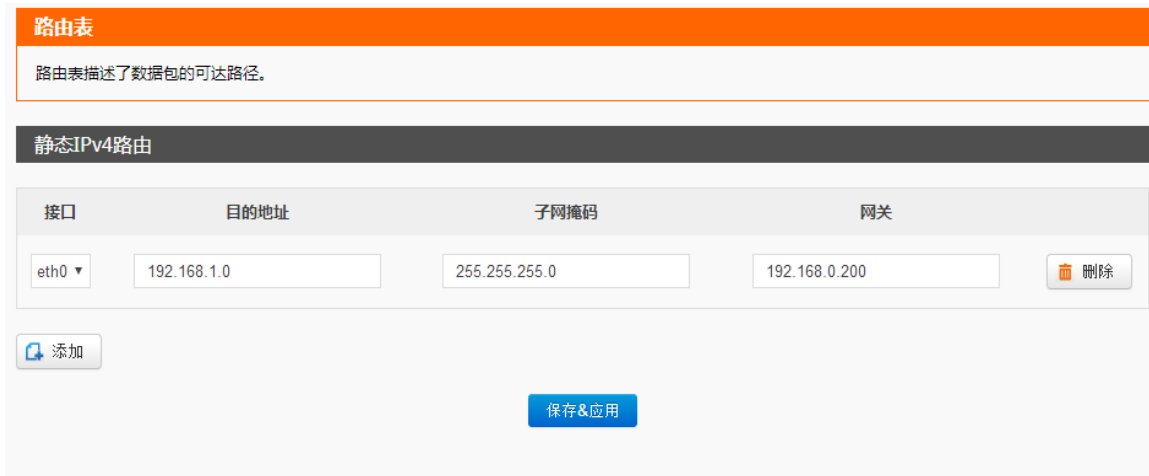 路由表
路由表描述了数据包的可达路径。
静态IPv4路由
接口 目的地址 子网掩码 网关
eth0 192.168.1.0 255.255.255.0 192.168.0.200 删除
添加
保存&应用